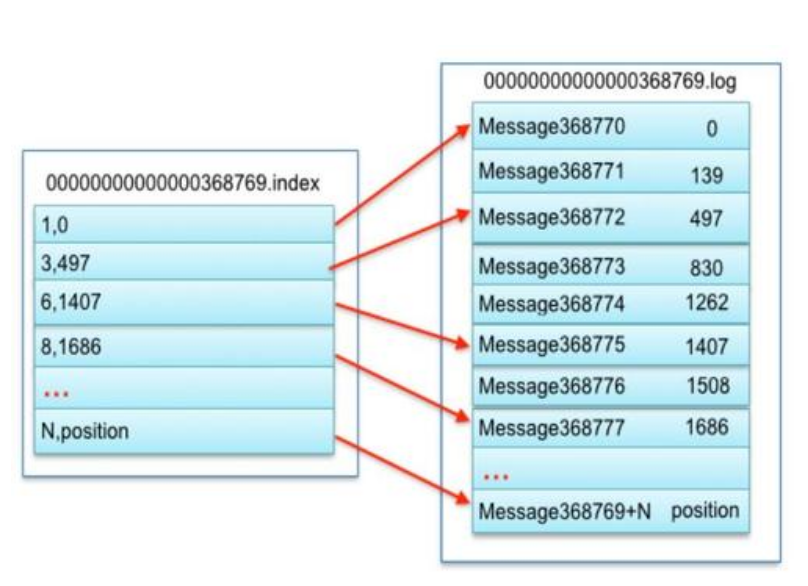 00000000000000368769.index
1,0
3,497
6,1407
8,1686
...
N,position
00000000000000368769.log
Message368770 0
Message368771 139
Message368772 497
Message368773 830
Message368774 1262
Message368775 1407
Message368776 1508
Message368777 1686
...
Message368769+N position